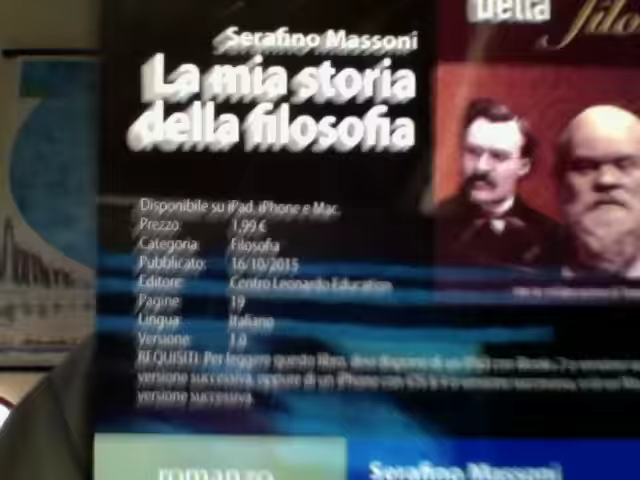 della
filo
Serafino Massoni
La mia storia
della filosofia
Disponibile su iPad, iPhone e Mac.
Prezzo: 1,99 €
Categoria: Filosofia
Pubblicato: 16/10/2015
Editore: Centro Leonardo Education
Pagine: 19
Lingua: Italiano
Versione: 1.0
REQUISITI: Per leggere questo libro, devi disporre di un iPad con iBooks 2 o
versione successiva, oppure di un iPhone con iOS
versione successiva.
romanzo
Serafino Massoni